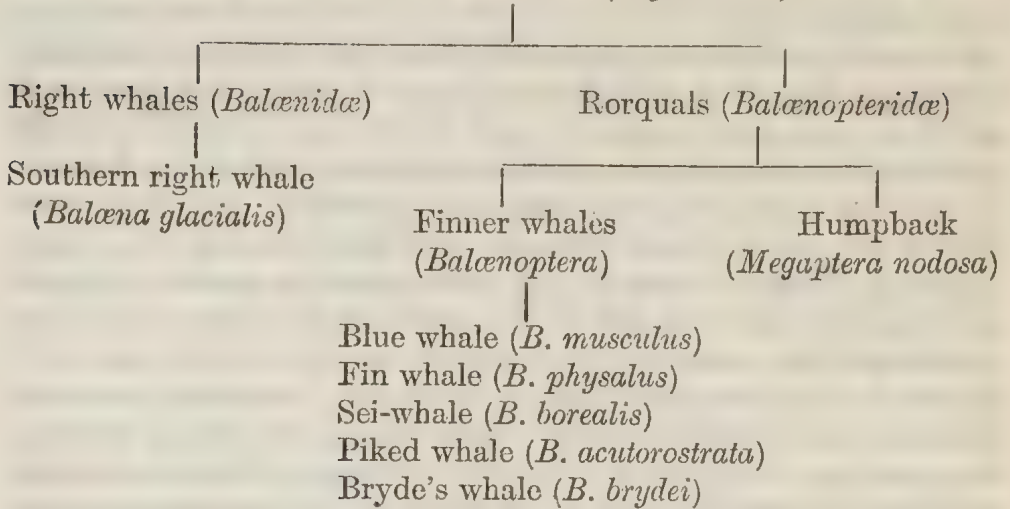 Right whales (Balænidæ)
Rorquals (Balænopteridæ)
Southern right whale
(Balæna glacialis)
Finner whales
(Balænoptera)
Humpback
(Megaptera nodosa)
Blue whale (B. musculus)
Fin whale (B. physalus)
Sei-whale (B. borealis)
Piked whale (B. acutorostrata)
Bryde's whale (B. brydei)